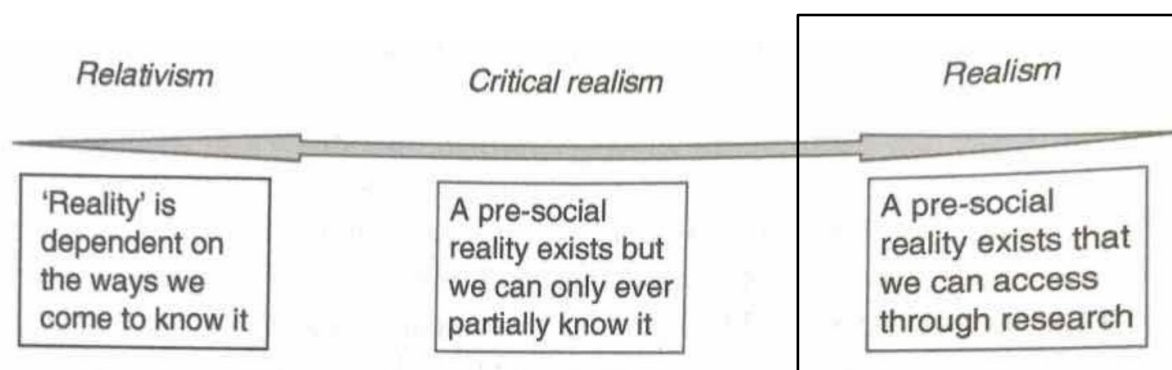 Relativism
Critical realism
Realism
'Reality' is
dependent on
the ways we
come to know it
A pre-social
reality exists but
we can only ever
partially know it
A pre-social
reality exists that
we can access
through research